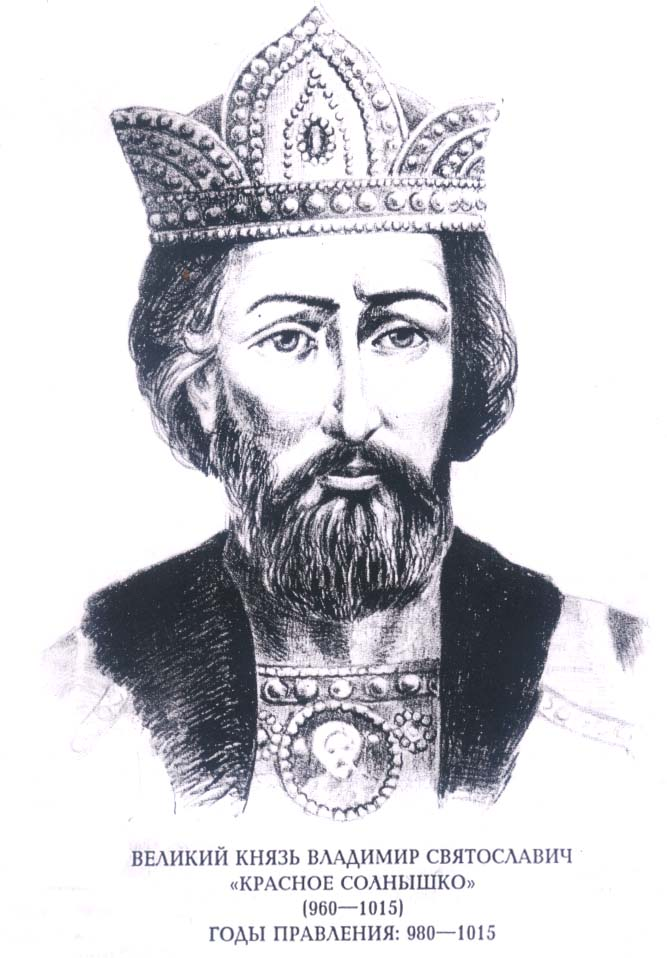 ВЕЛИКИЙ КНЯЗЬ ВЛАДИМИР СВЯТОСЛАВИЧ
«КРАСНОЕ СОЛНЫШКО»
(960—1015)
ГОДЫ ПРАВЛЕНИЯ: 980—1015